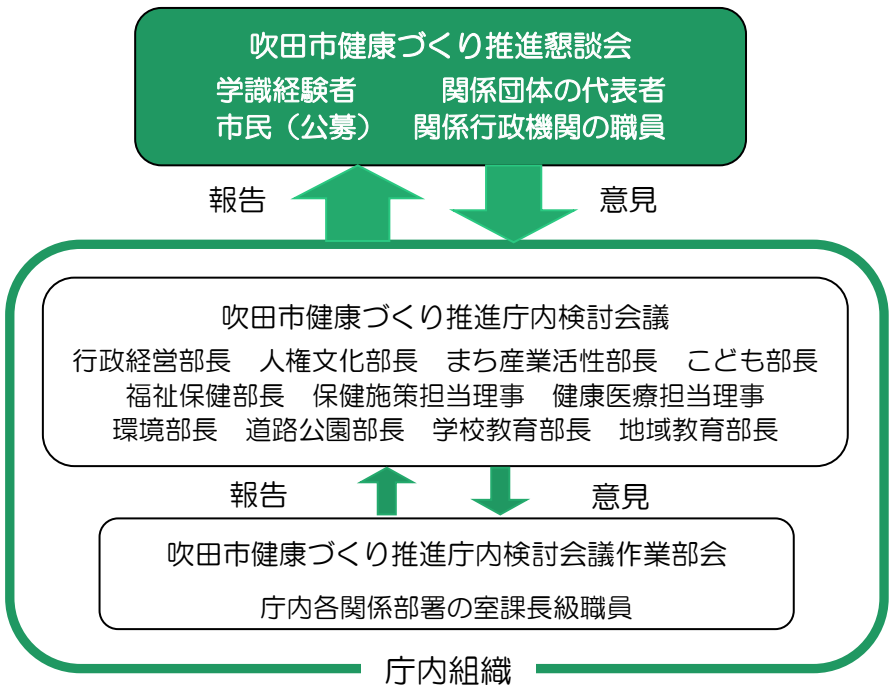 吹田市健康づくり推進懇談会
学識経験者　関係団体の代表者
市民（公募）　関係行政機関の職員
報告　意見
吹田市健康づくり推進庁内検討会議
行政経営部長　人権文化部長　まち産業活性部長　こども部長
福祉保健部長　保健施策担当理事　健康医療担当理事
環境部長　道路公園部長　学校教育部長　地域教育部長
報告　意見
吹田市健康づくり推進庁内検討会議作業部会
庁内各関係部署の室課長級職員
庁内組織